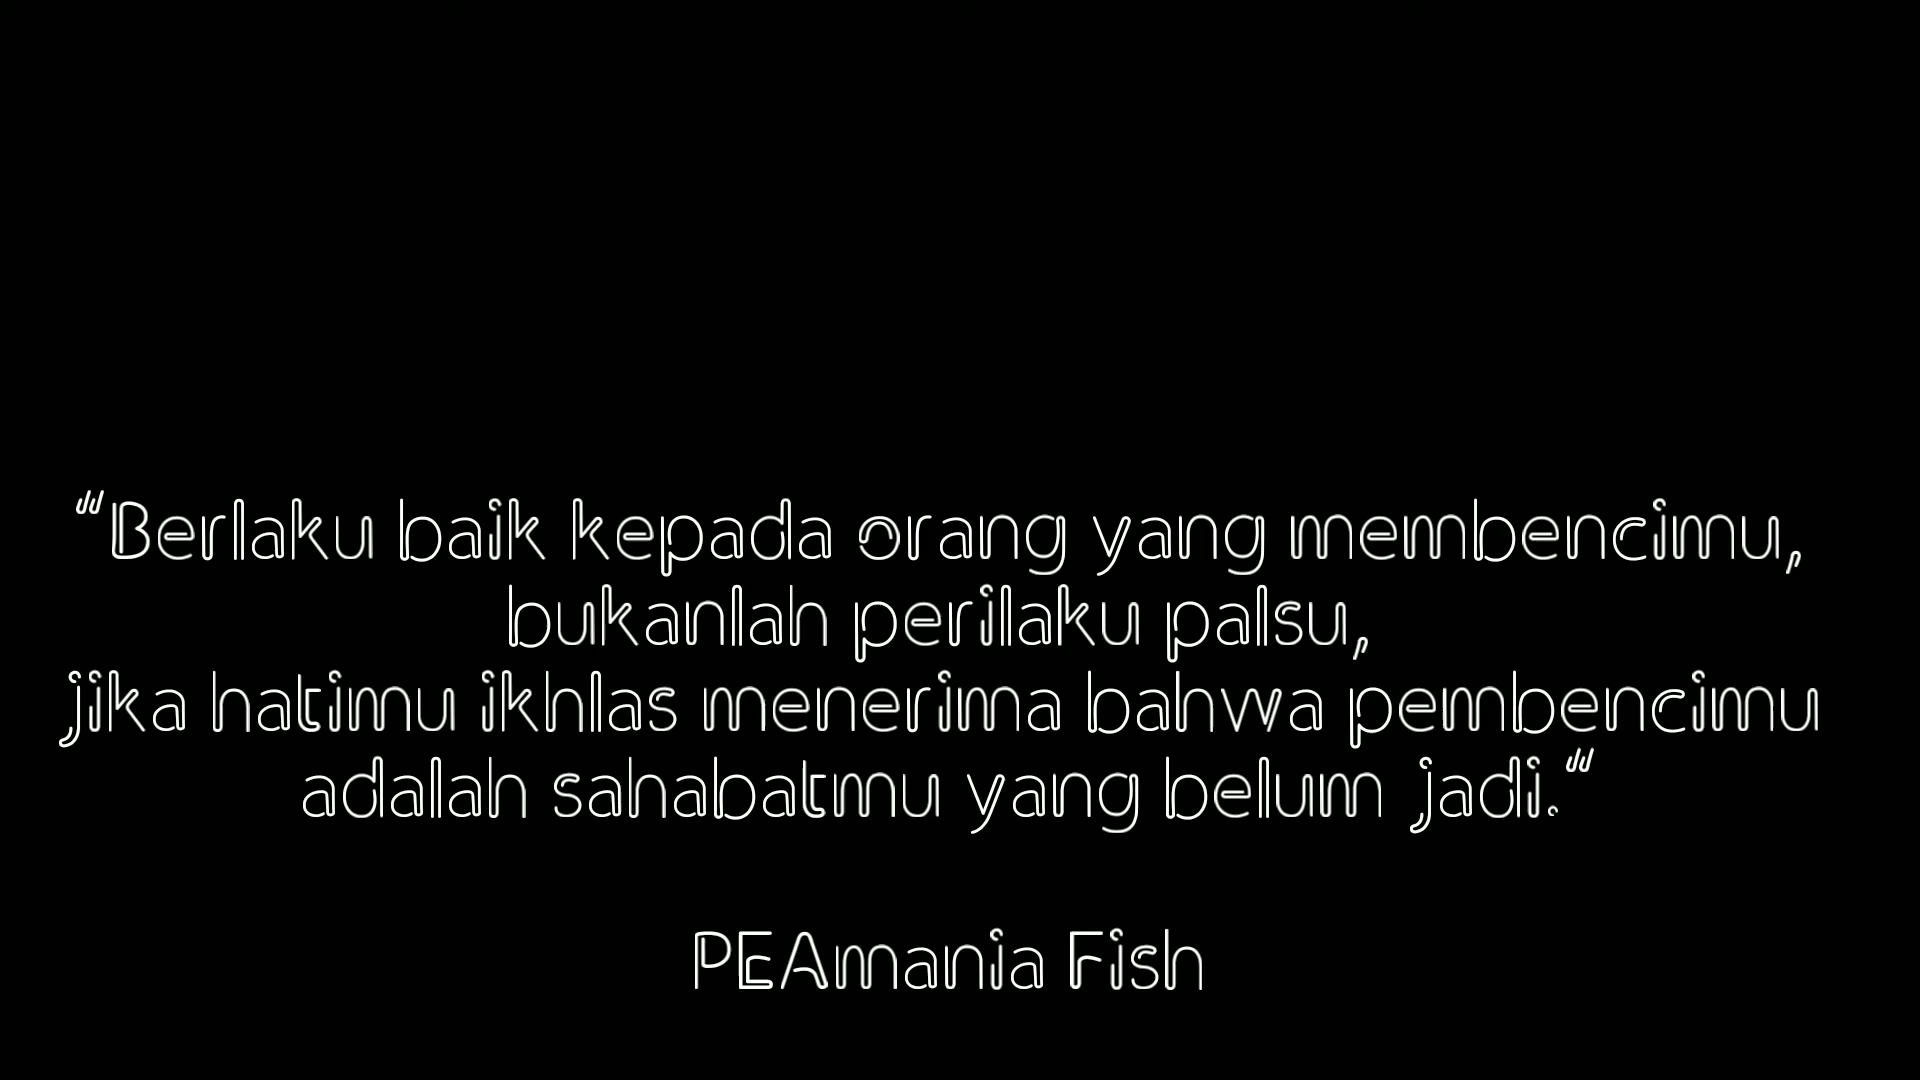 "Berlaku baik kepada orang yang membencimu,
bukanlah perilaku palsu,
jika hatimu ikhlas menerima bahwa pembencimu
adalah sahabatmu yang belum jadi."
PEAmania Fish